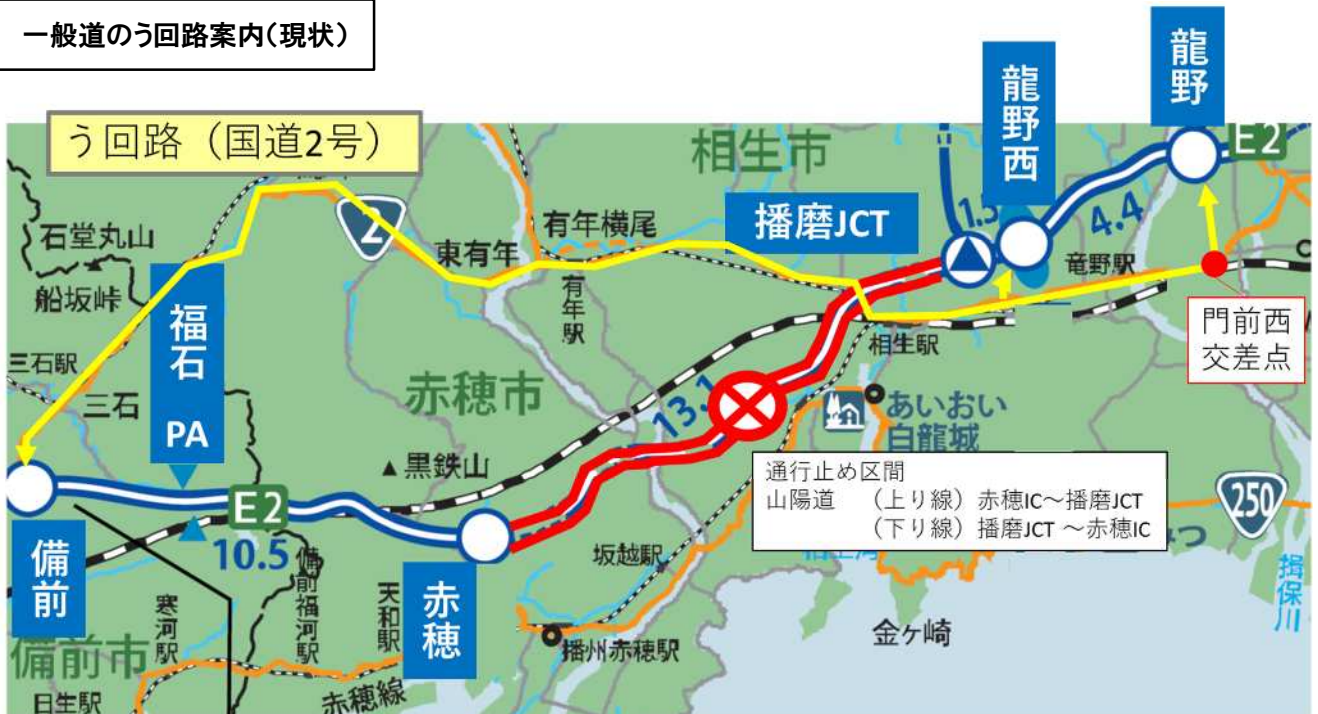 一般道のう回路案内(現状)
う回路（国道2号）
龍野
龍野西
E2
相生市
播磨JCT
1.5
4.4
2
石堂丸山
船坂峠
東有年
有年横尾
有年駅
竜野駅
門前西
交差点
福石
PA
三石駅
三石
赤穂市
13.1
相生駅
あいおい
白龍城
▲黒鉄山
通行止め区間
山陽道　（上り線）赤穂IC～播磨JCT
（下り線）播磨JCT ～赤穂IC
250
E2
10.5
備前
備前市
寒河駅
備前福河駅
天和駅
赤穂
坂越駅
播州赤穂駅
金ヶ崎
揖保川
日生駅
赤穂線